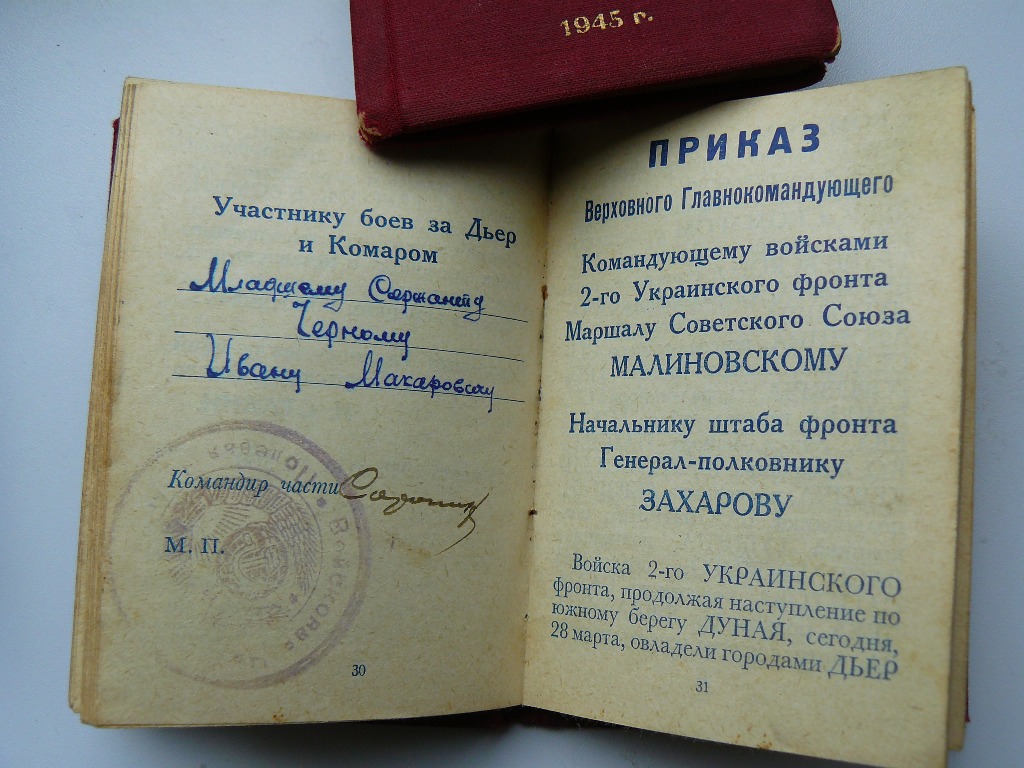 1945 г.
Участнику боев за Дьер
и Комаром
Младшему Сержанту
Черному
Ивану Макаровичу
Командир части
М. П.
30
ПРИКАЗ
Верховного Главнокомандующего
Командующему войсками
2-го Украинского фронта
Маршалу Советского Союза
МАЛИНОВСКОМУ
Начальнику штаба фронта
Генерал-полковнику
ЗАХАРОВУ
Войска 2-го УКРАИНСКОГО
фронта, продолжая наступление по
южному берегу ДУНАЯ, сегодня,
28 марта, овладели городами ДЬЕР
31